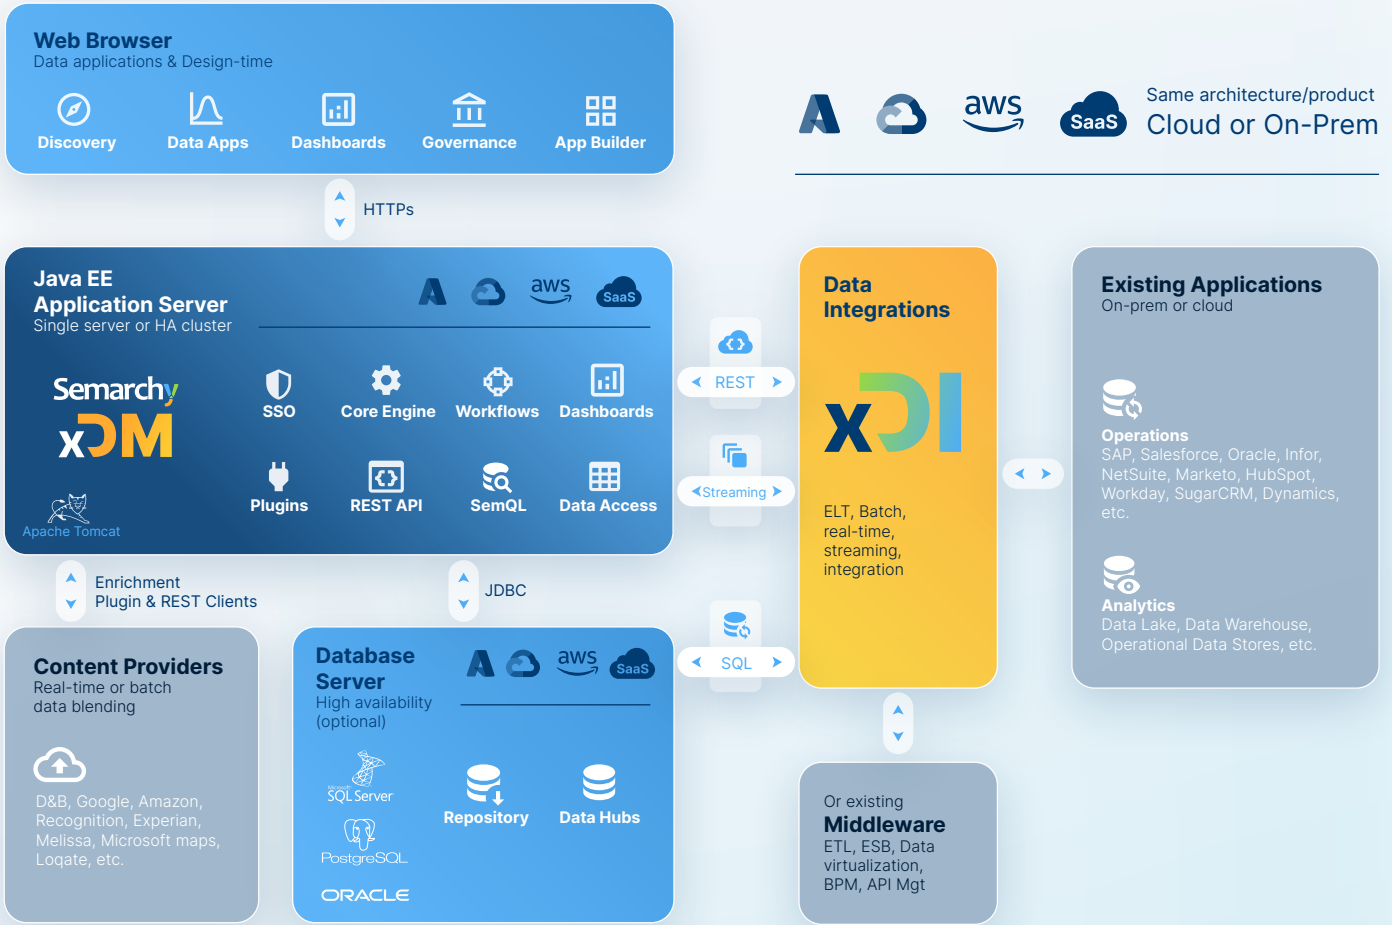 Web Browser
Data applications & Design-time
Discovery
Data Apps
Dashboards
Governance
App Builder
aws
SaaS
Same architecture/product
Cloud or On-Prem
HTTPs
Java EE
Application Server
Single server or HA cluster
aws
SaaS
Semarchy
xDM
Apache Tomcat
SSO
Core Engine
Workflows
Dashboards
Plugins
REST API
SemQL
Data Access
REST
Streaming
SQL
Data
Integrations
xDI
ELT, Batch,
real-time,
streaming,
integration
Existing Applications
On-prem or cloud
Operations
SAP, Salesforce, Oracle, Infor,
NetSuite, Marketo, HubSpot,
Workday, SugarCRM, Dynamics,
etc.
Analytics
Data Lake, Data Warehouse,
Operational Data Stores, etc.
Enrichment
Plugin & REST Clients
JDBC
Content Providers
Real-time or batch
data blending
D&B, Google, Amazon,
Recognition, Experian,
Melissa, Microsoft maps,
Loqate, etc.
Database
Server
High availability
(optional)
aws
SaaS
Microsoft
SQL Server
PostgreSQL
ORACLE
Repository
Data Hubs
Or existing
Middleware
ETL, ESB, Data
virtualization,
BPM, API Mgt